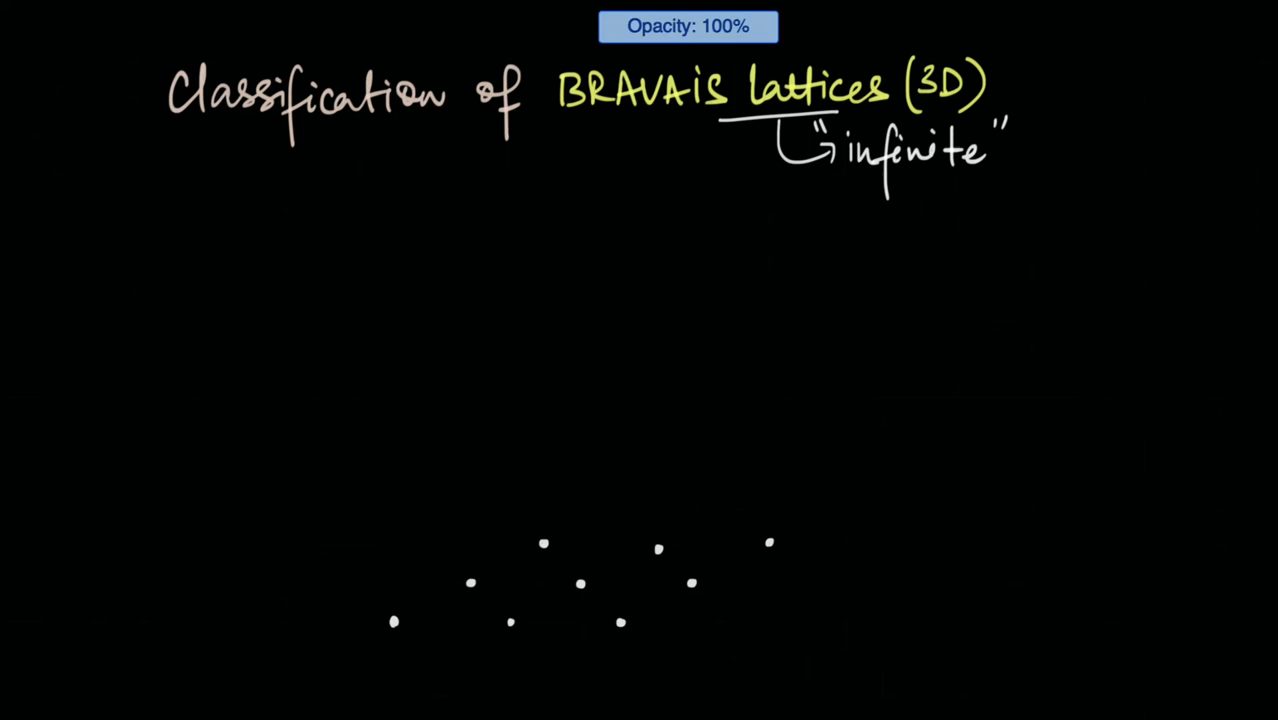 Opacity: 100%
Classification of BRAVAIS lattices (3D)
"infinite"